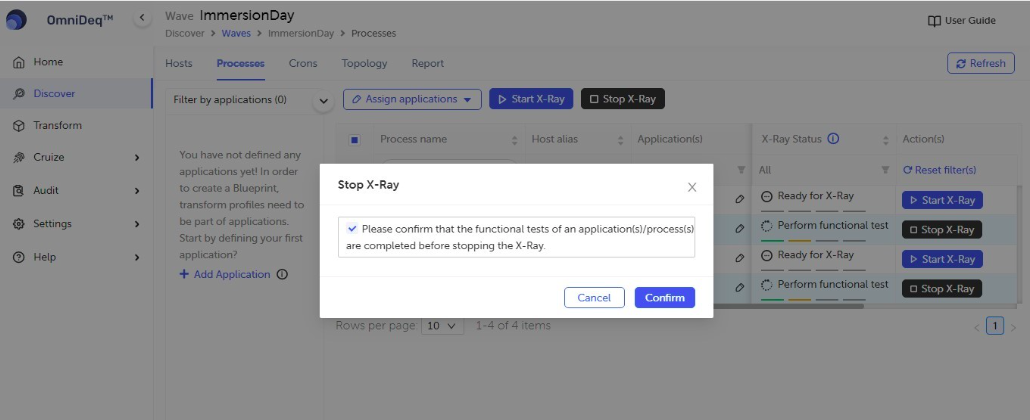 OmniDeq™
Wave ImmersionDay
User Guide
Discover > Waves > ImmersionDay > Processes
Home
Discover
Transform
Cruize
Audit
Settings
Help
Hosts
Processes
Crons
Topology
Report
Refresh
Filter by applications (0)
Assign applications
Start X-Ray
Stop X-Ray
You have not defined any
applications yet! In order
to create a Blueprint,
transform profiles need to
be part of applications.
Start by defining your first
application?
+ Add Application
Process name
Host alias
Application(s)
X-Ray Status
Action(s)
All
Reset filter(s)
Ready for X-Ray
Start X-Ray
Perform functional test
Stop X-Ray
Ready for X-Ray
Start X-Ray
Perform functional test
Stop X-Ray
Stop X-Ray
Please confirm that the functional tests of an application(s)/process(s)
are completed before stopping the X-Ray.
Cancel
Confirm
Rows per page: 10
1-4 of 4 items
< 1 >